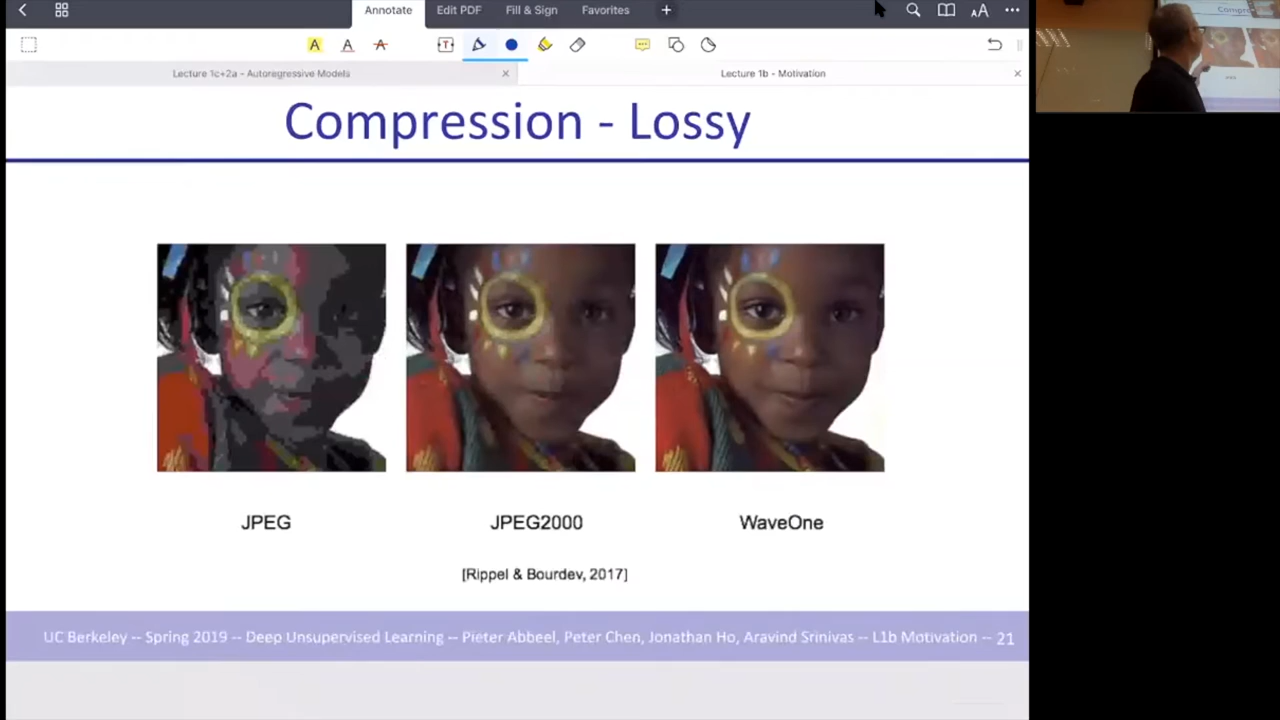 Annotate Edit PDF Fill & Sign Favorites +
Lecture 1c+2a - Autoregressive Models
Lecture 1b - Motivation
Compression - Lossy
JPEG JPEG2000 WaveOne
[Rippel & Bourdev, 2017]
UC Berkeley -- Spring 2019 -- Deep Unsupervised Learning -- Pieter Abbeel, Peter Chen, Jonathan Ho, Aravind Srinivas -- L1b Motivation -- 21